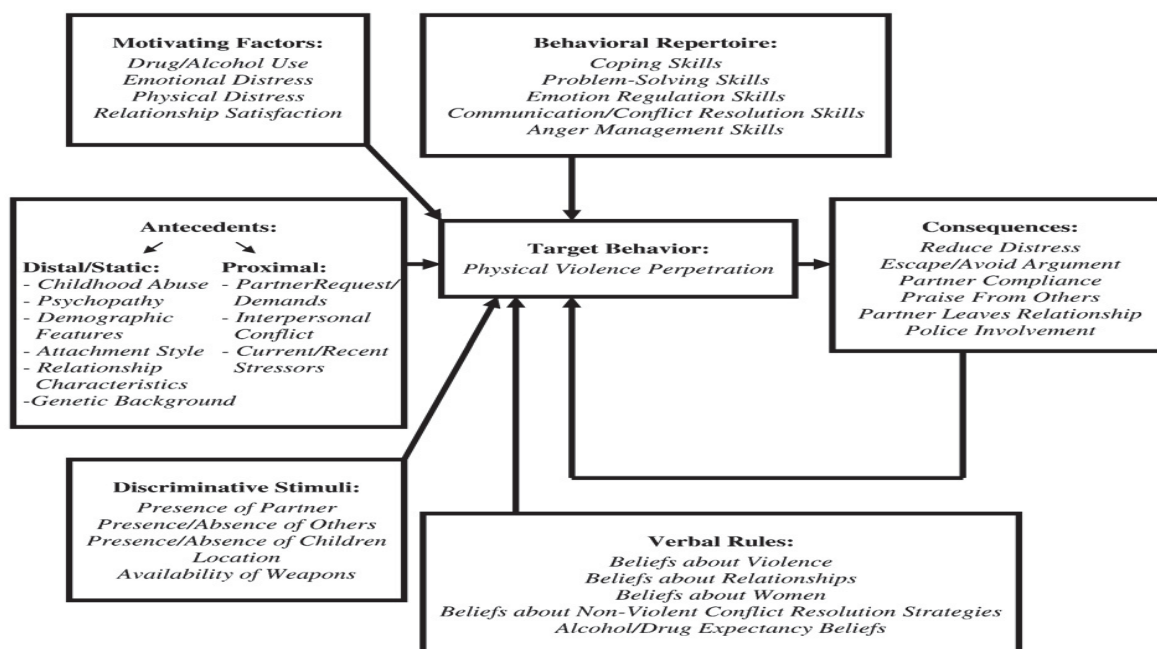 Motivating Factors:
Drug/Alcohol Use
Emotional Distress
Physical Distress
Relationship Satisfaction
Behavioral Repertoire:
Coping Skills
Problem-Solving Skills
Emotion Regulation Skills
Communication/Conflict Resolution Skills
Anger Management Skills
Antecedents:
Distal/Static:
- Childhood Abuse
- Psychopathy
- Demographic
Features
- Attachment Style
- Relationship
Characteristics
-Genetic Background
Proximal:
- PartnerRequest/
Demands
- Interpersonal
Conflict
- Current/Recent
Stressors
Target Behavior:
Physical Violence Perpetration
Consequences:
Reduce Distress
Escape/Avoid Argument
Partner Compliance
Praise From Others
Partner Leaves Relationship
Police Involvement
Discriminative Stimuli:
Presence of Partner
Presence/Absence of Others
Presence/Absence of Children
Location
Availability of Weapons
Verbal Rules:
Beliefs about Violence
Beliefs about Relationships
Beliefs about Women
Beliefs about Non-Violent Conflict Resolution Strategies
Alcohol/Drug Expectancy Beliefs